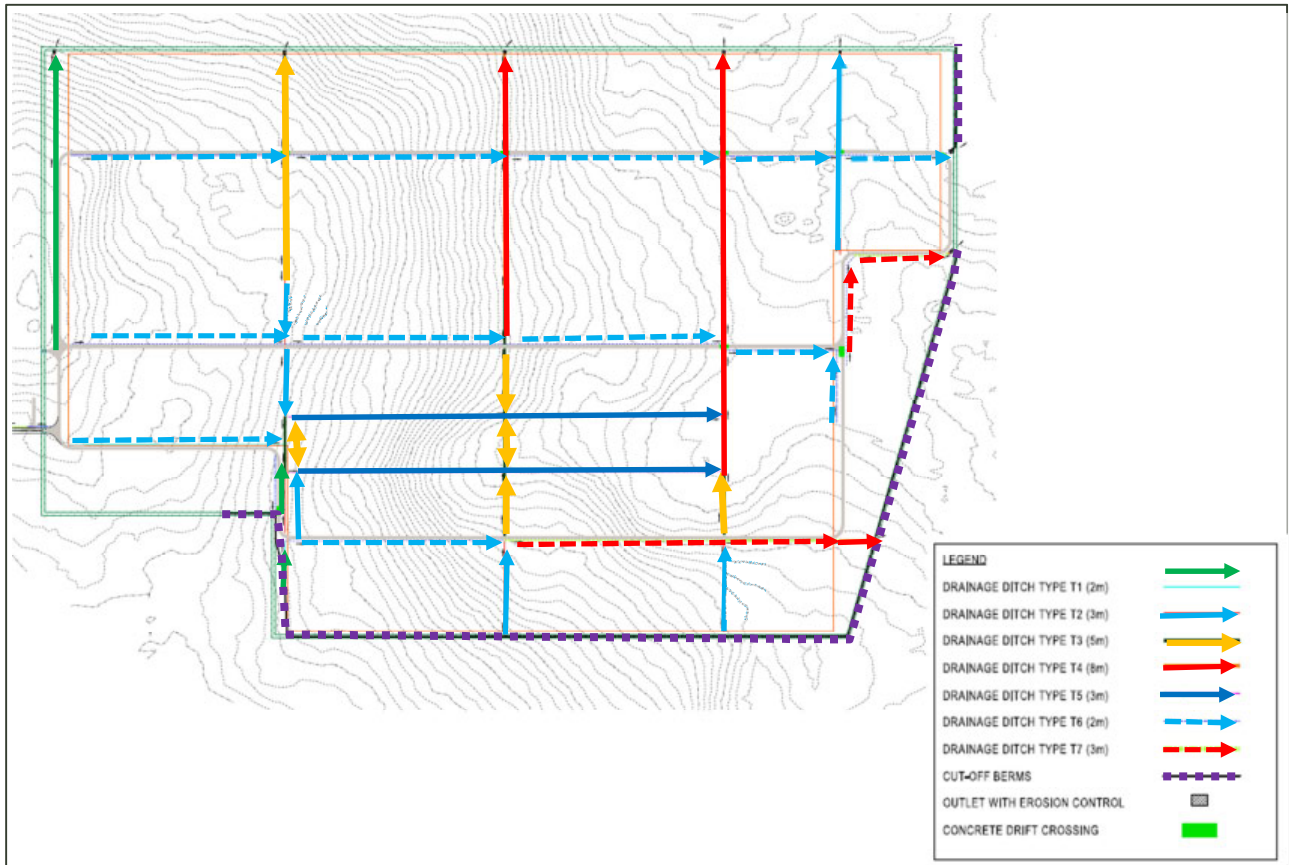 LEGEND
DRAINAGE DITCH TYPE T1 (2m)
DRAINAGE DITCH TYPE T2 (3m)
DRAINAGE DITCH TYPE T3 (5m)
DRAINAGE DITCH TYPE T4 (8m)
DRAINAGE DITCH TYPE T5 (3m)
DRAINAGE DITCH TYPE T6 (2m)
DRAINAGE DITCH TYPE T7 (3m)
CUT-OFF BERMS
OUTLET WITH EROSION CONTROL
CONCRETE DRIFT CROSSING